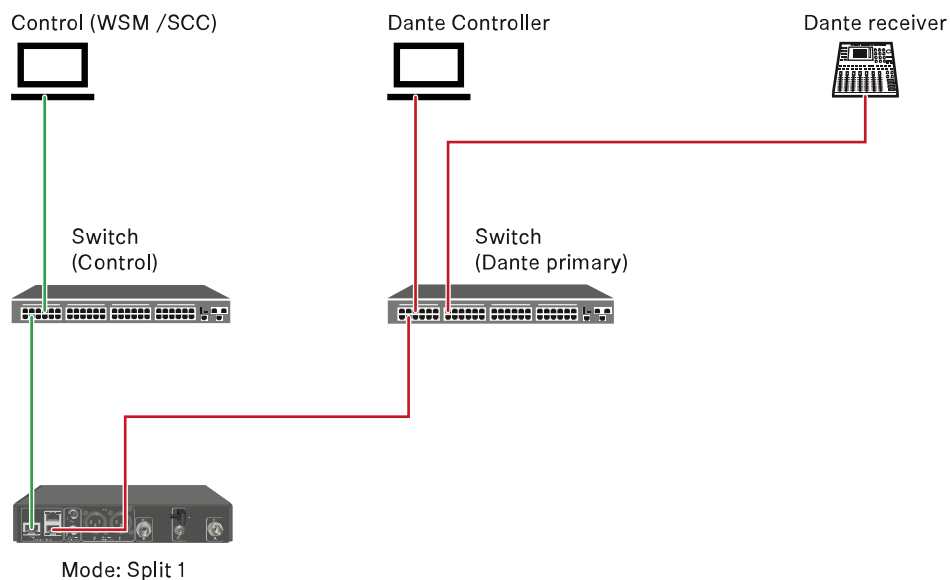 Control (WSM /SCC)
Dante Controller
Dante receiver
Switch
(Control)
Switch
(Dante primary)
Mode: Split 1